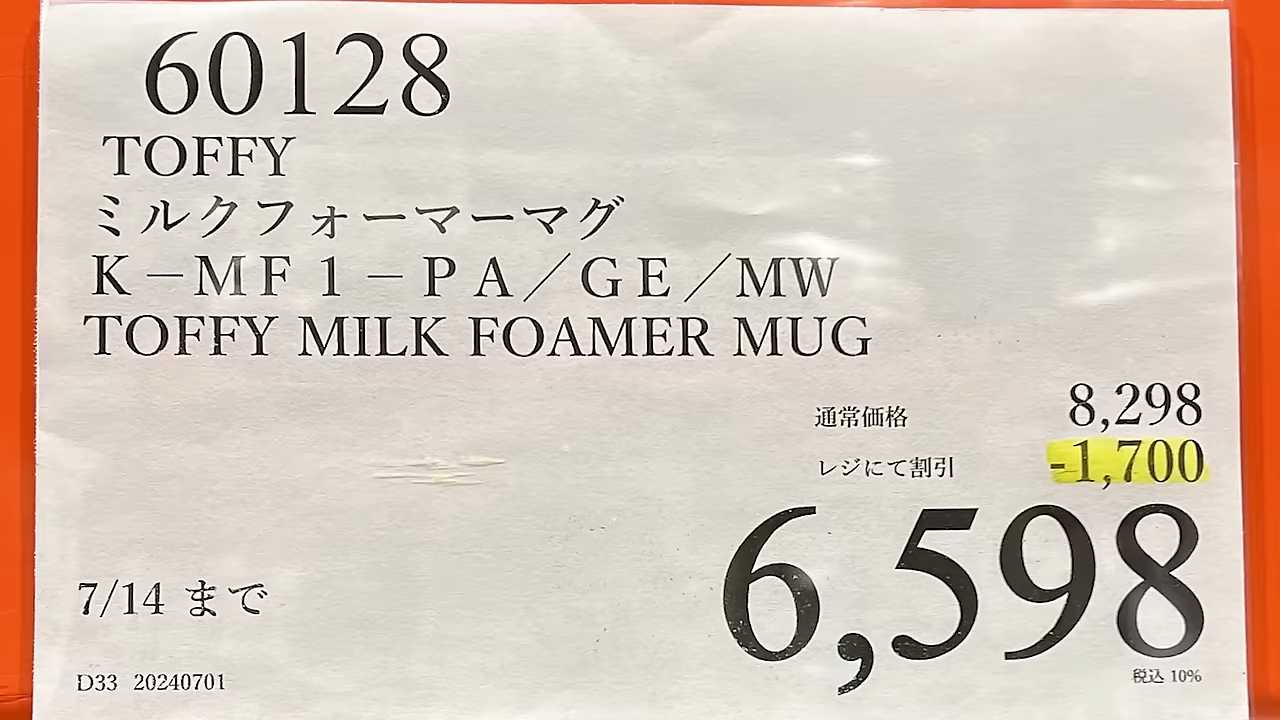 60128
TOFFY
ミルクフォーマーマグ
K－MF1－PA／GE／MW
TOFFY MILK FOAMER MUG
通常価格 8,298
レジにて割引 -1,700
6,598
7/14 まで
税込 10%
D33 20240701